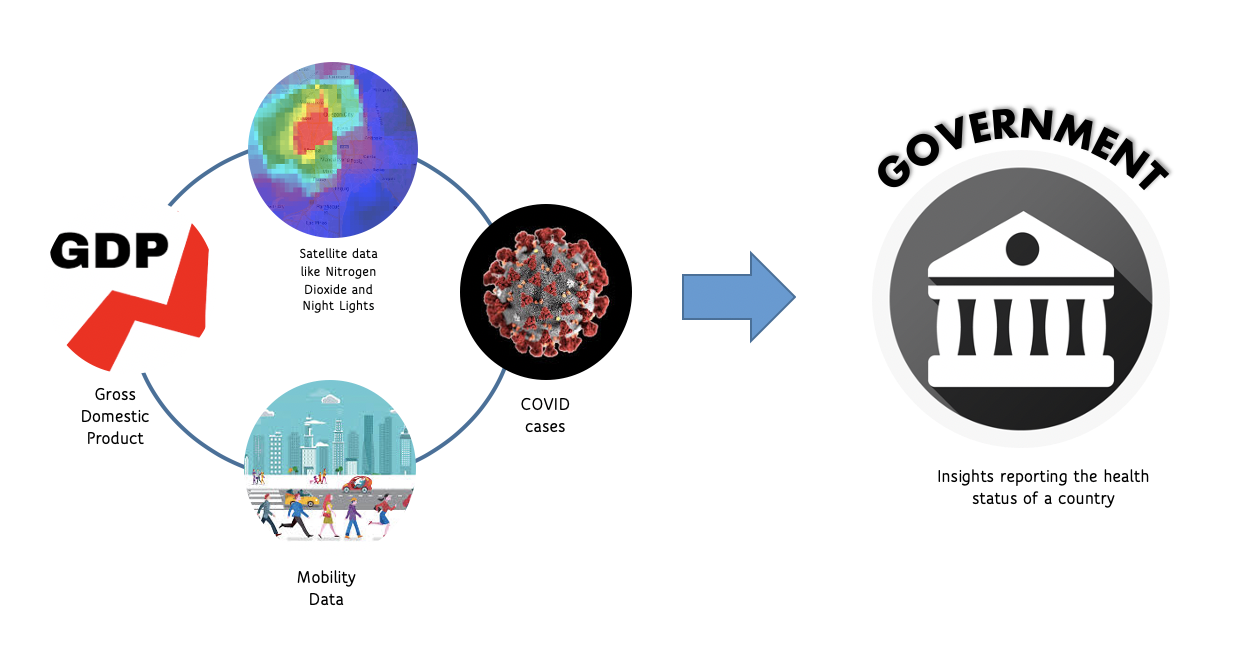 GOVERNMENT
GDP
Satellite data
like Nitrogen
Dioxide and
Night Lights
Gross
Domestic
Product
COVID
cases
Insights reporting the health
status of a country
Mobility
Data